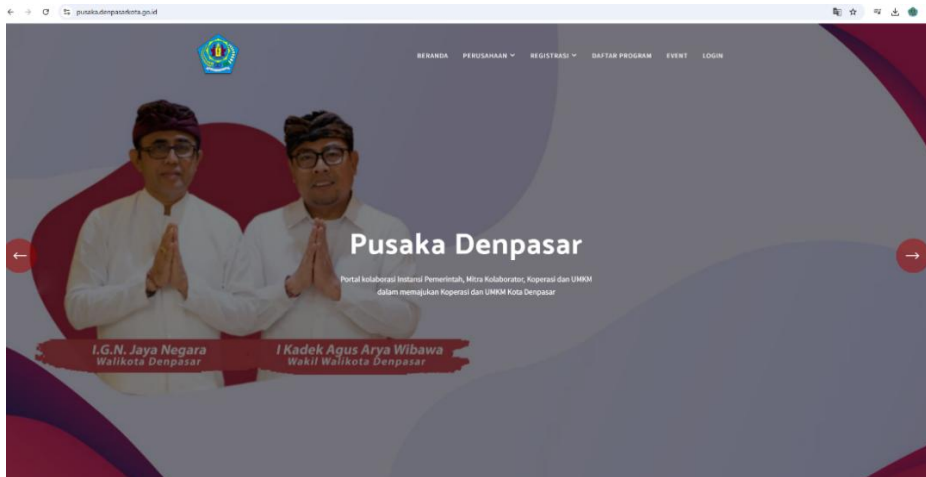 pusaka.denpasarkota.go.id
BERANDA PERUSAHAAN REGISTRASI DAFTAR PROGRAM EVENT LOGIN
Pusaka Denpasar
Portal kolaborasi Instansi Pemerintah, Mitra Kolaborator, Koperasi dan UMKM
dalam memajukan Koperasi dan UMKM Kota Denpasar
I.G.N. Jaya Negara
Walikota Denpasar
I Kadek Agus Arya Wibawa
Wakil Walikota Denpasar